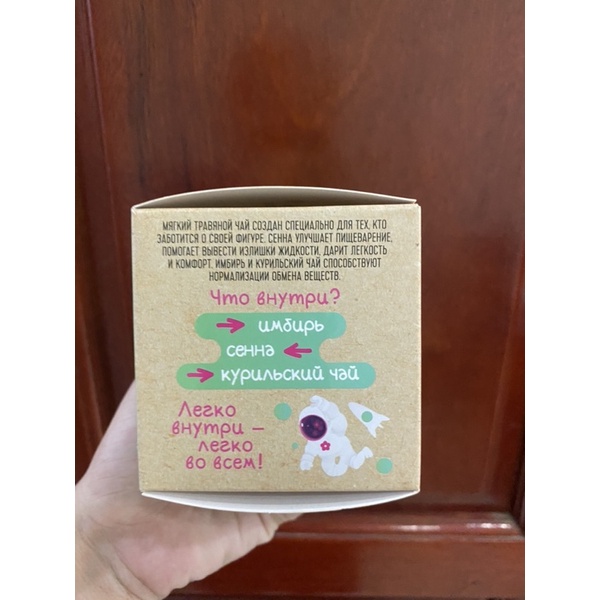 МЯГКИЙ ТРАВЯНОЙ ЧАЙ СОЗДАН СПЕЦИАЛЬНО ДЛЯ ТЕХ, КТО
ЗАБОТИТСЯ О СВОЕЙ ФИГУРЕ. СЕННА УЛУЧШАЕТ ПИЩЕВАРЕНИЕ,
ПОМОГАЕТ ВЫВЕСТИ ИЗЛИШКИ ЖИДКОСТИ, ДАРИТ ЛЕГКОСТЬ
И КОМФОРТ, ИМБИРЬ И КУРИЛЬСКИЙ ЧАЙ СПОСОБСТВУЮТ
НОРМАЛИЗАЦИИ ОБМЕНА ВЕЩЕСТВ.
Что внутри?
имбирь
сенна
курильский чай
Легко
внутри –
легко
во всем!